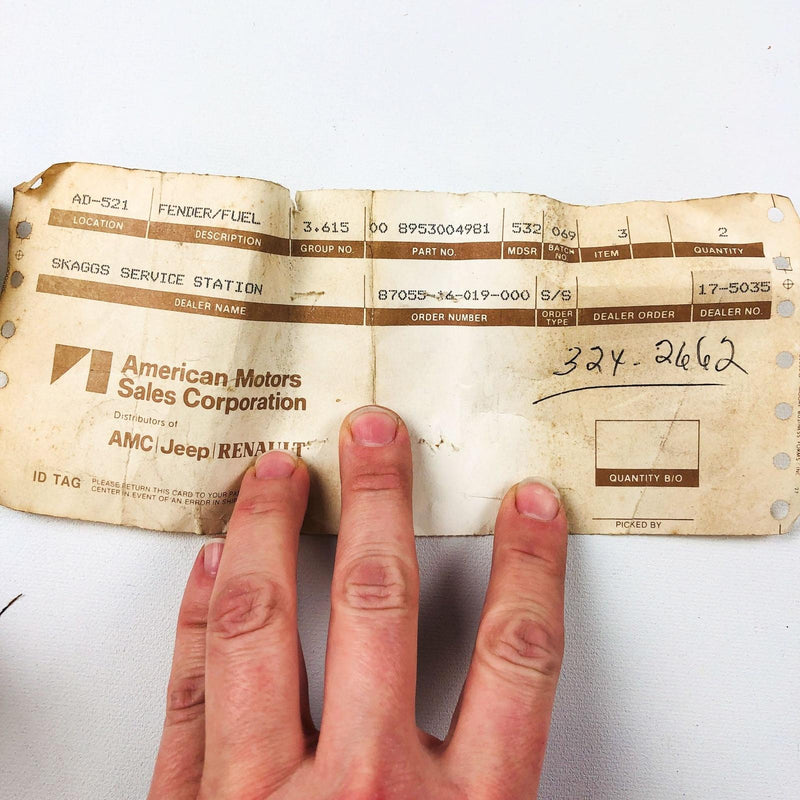 AD-521 FENDER/FUEL 3.615 00 8953004981 532 069 3 2
LOCATION DESCRIPTION GROUP NO. PART NO. MDSR BATCH NO ITEM QUANTITY
SKAGGS SERVICE STATION 87055-16-019-000 S/S 17-5035
DEALER NAME ORDER NUMBER ORDER TYPE DEALER ORDER DEALER NO.
324-2662
American Motors
Sales Corporation
Distributors of
AMC|Jeep|RENAULT
QUANTITY B/O
ID TAG PLEASE RETURN THIS CARD TO YOUR
CENTER IN EVENT OF AN ERROR IN
PICKED BY